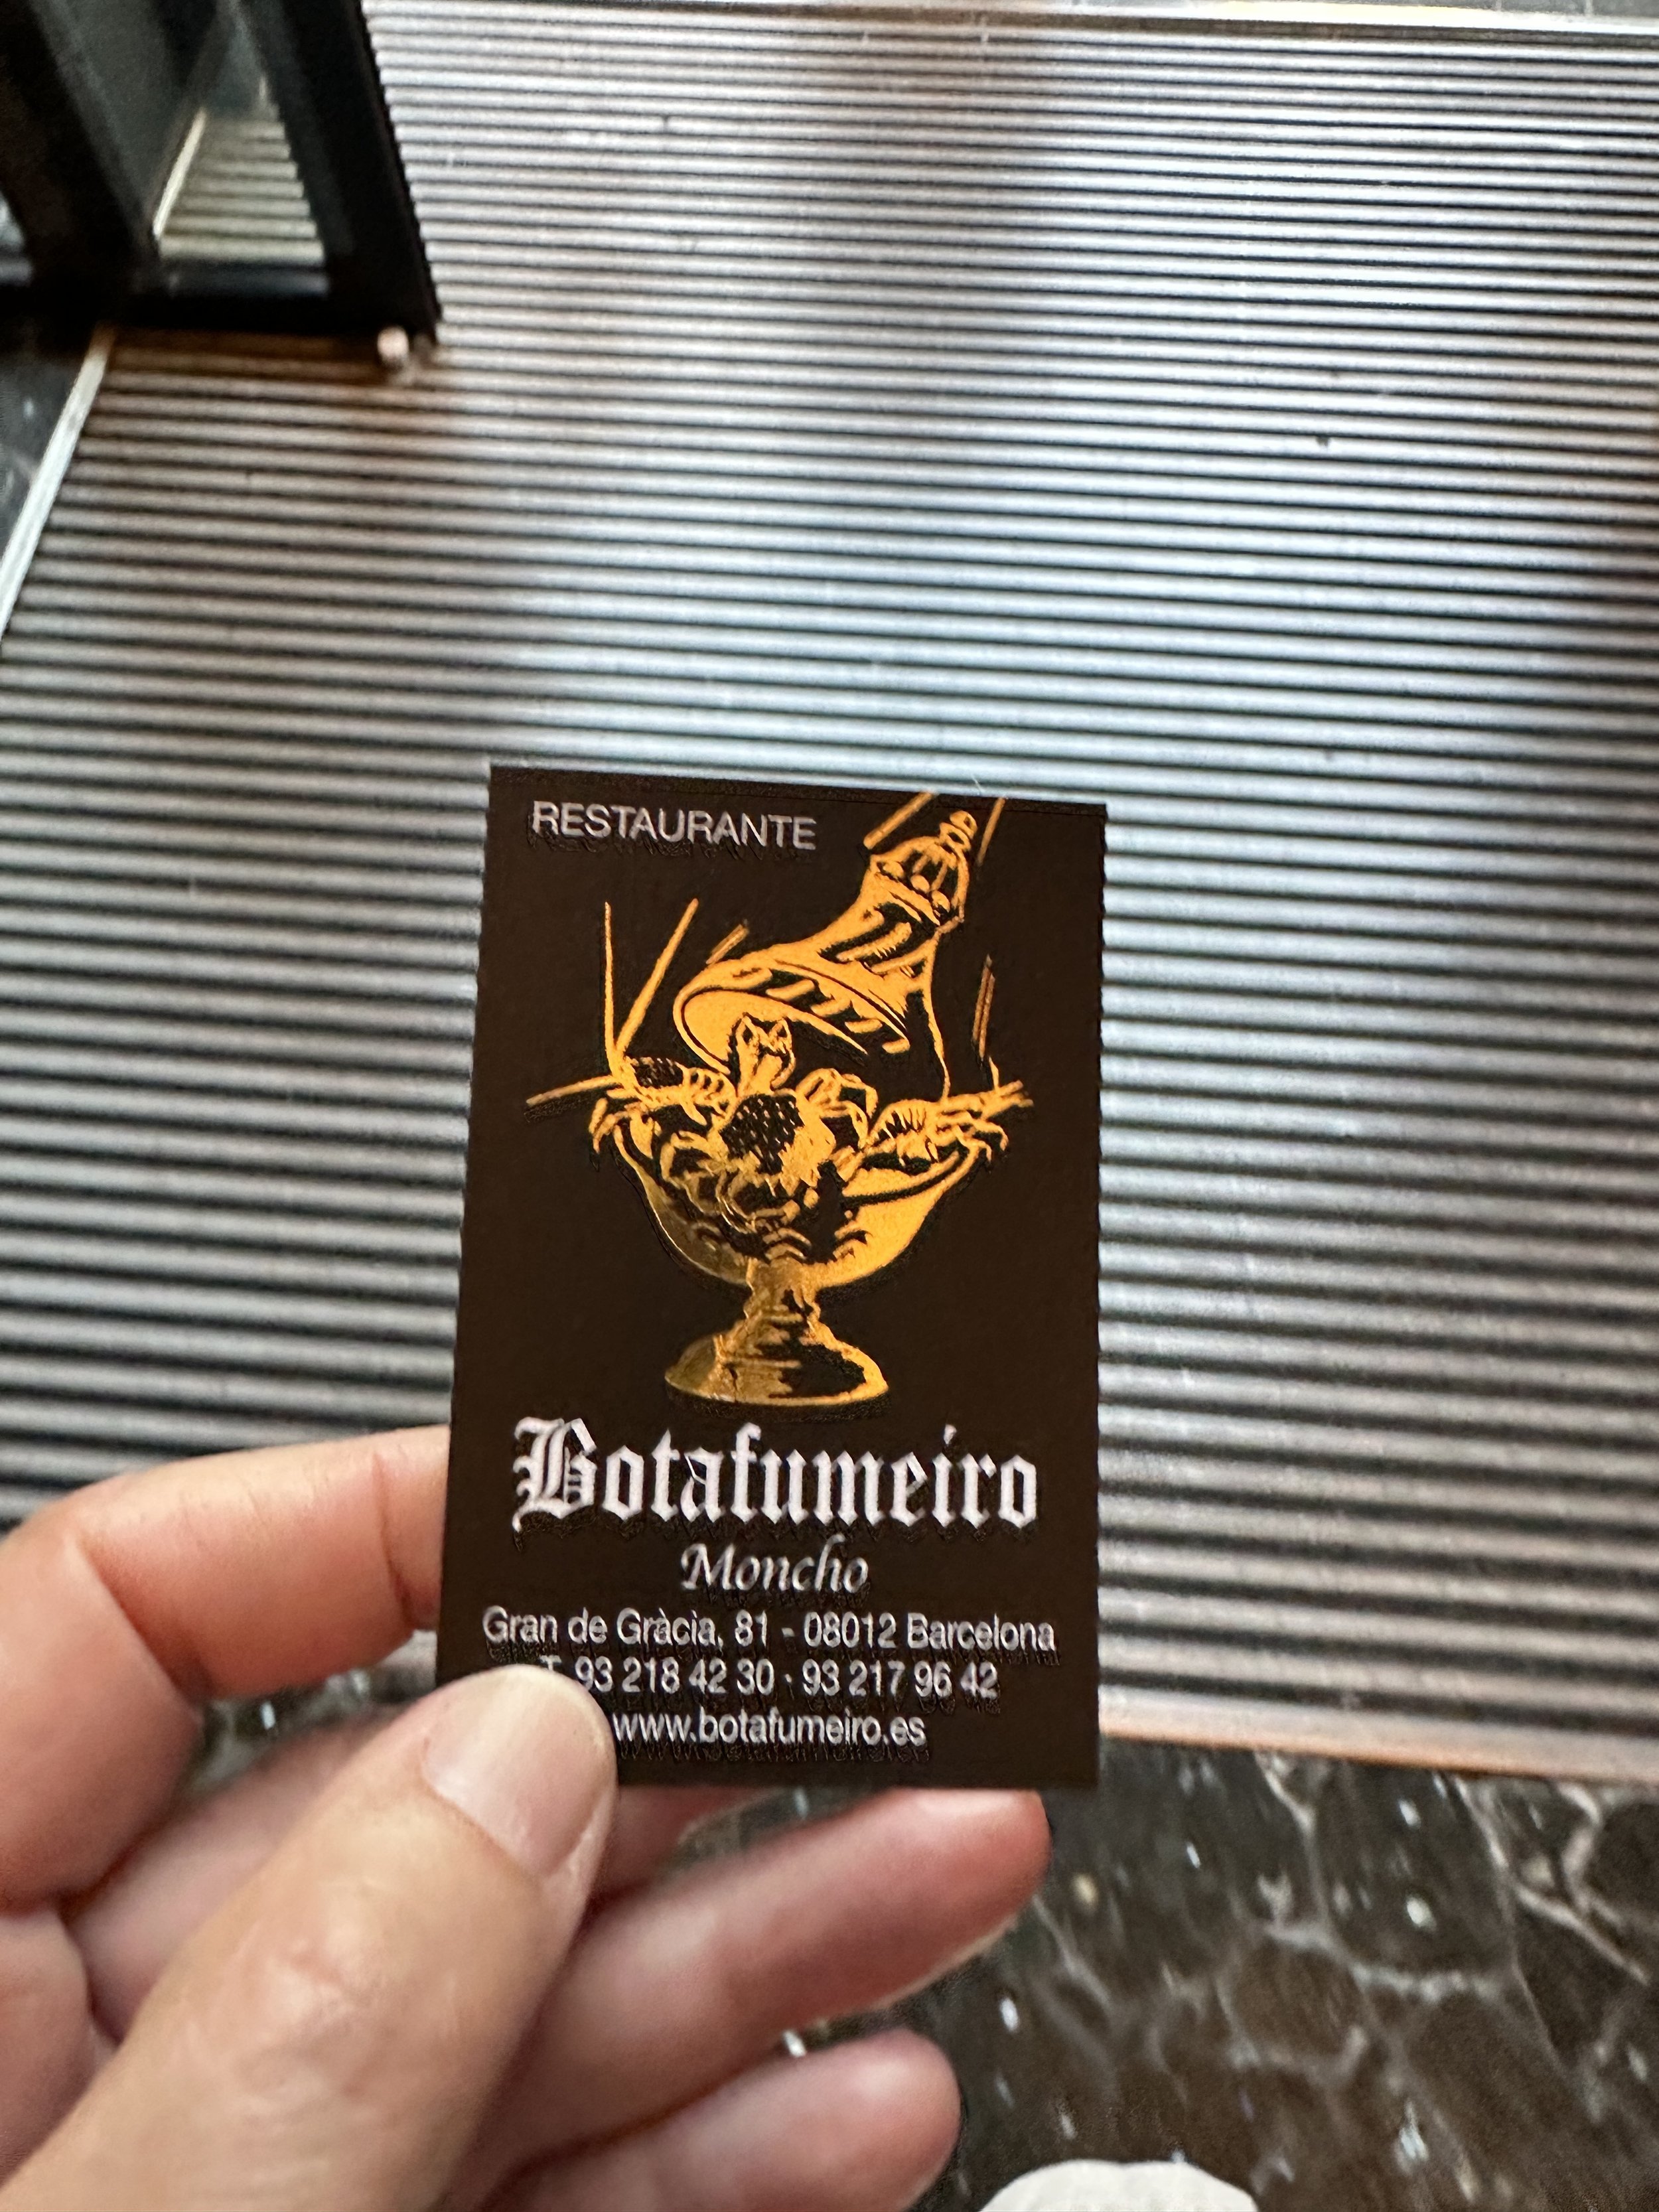 RESTAURANTE
Botafumeiro
Moncho
Gran de Gràcia, 81 - 08012 Barcelona
T. 93 218 42 30 · 93 217 96 42
www.botafumeiro.es